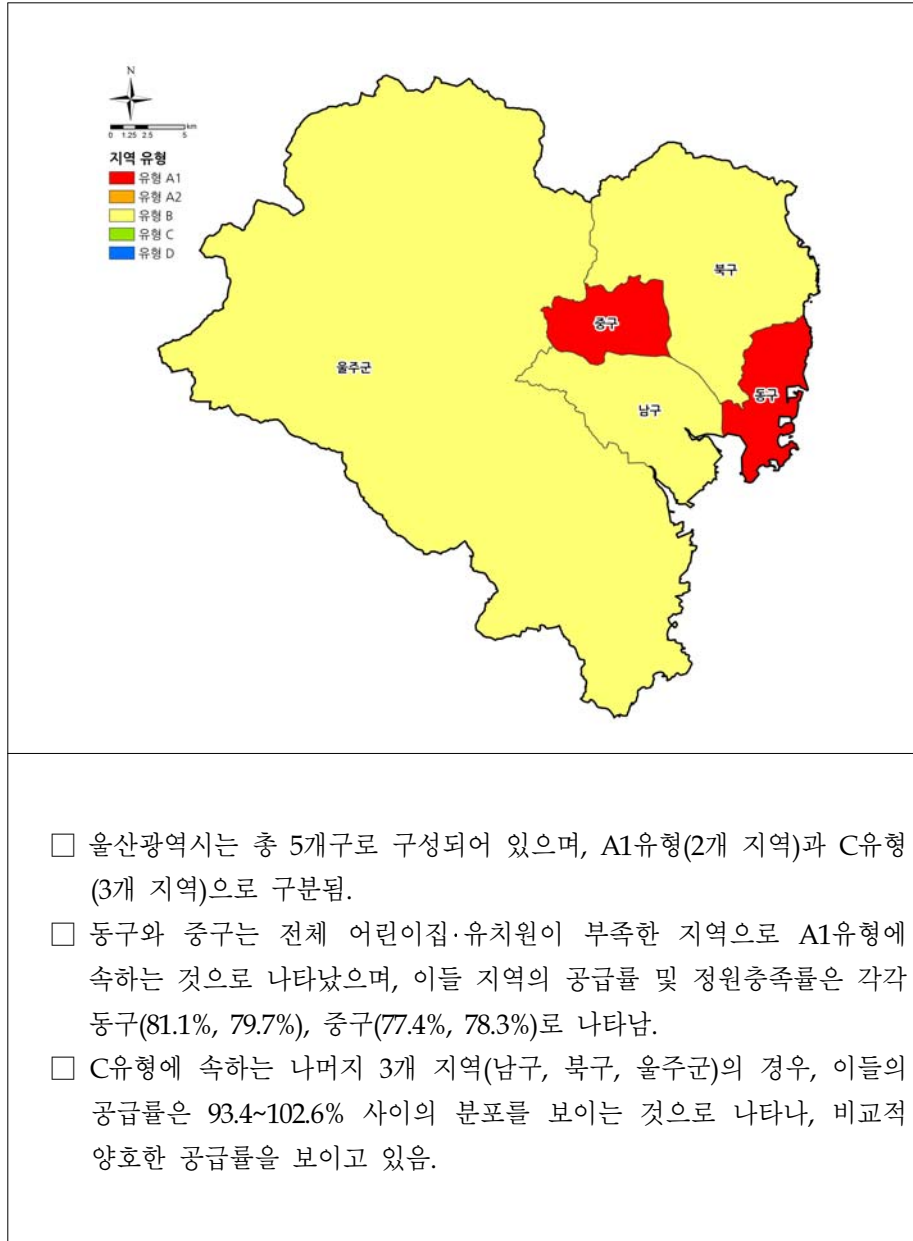 N
km
0 1.25 2.5 5
지역 유형
유형 A1
유형 A2
유형 B
유형 C
유형 D
북구
중구
울주군
동구
남구
□ 울산광역시는 총 5개구로 구성되어 있으며, A1유형(2개 지역)과 C유형
(3개 지역)으로 구분됨.
□ 동구와 중구는 전체 어린이집·유치원이 부족한 지역으로 A1유형에
속하는 것으로 나타났으며, 이들 지역의 공급률 및 정원충족률은 각각
동구(81.1%, 79.7%), 중구(77.4%, 78.3%)로 나타남.
□ C유형에 속하는 나머지 3개 지역(남구, 북구, 울주군)의 경우, 이들의
공급률은 93.4~102.6% 사이의 분포를 보이는 것으로 나타나, 비교적
양호한 공급률을 보이고 있음.